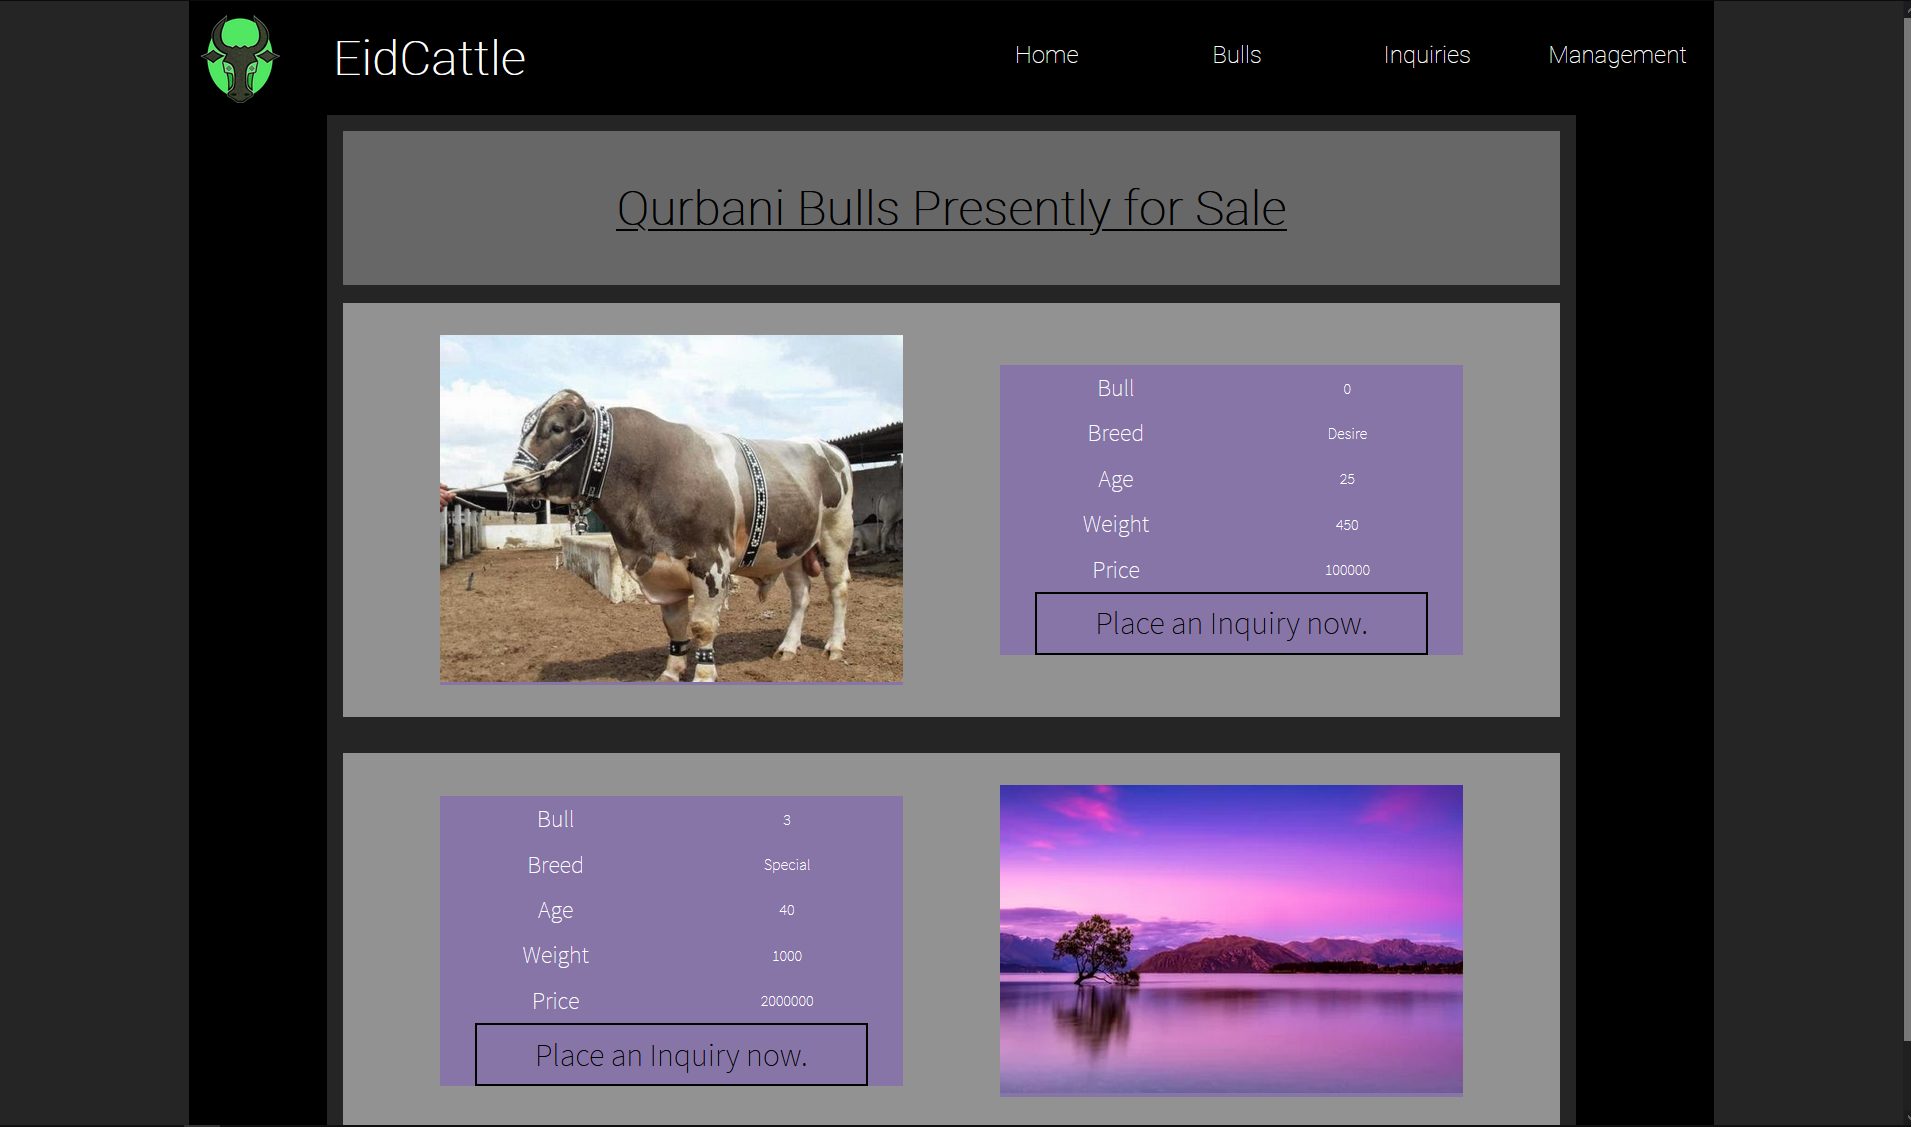 EidCattle
Home Bulls Inquiries Management
Qurbani Bulls Presently for Sale
Bull 0
Breed Desire
Age 25
Weight 450
Price 100000
Place an Inquiry now.
Bull 3
Breed Special
Age 40
Weight 1000
Price 2000000
Place an Inquiry now.